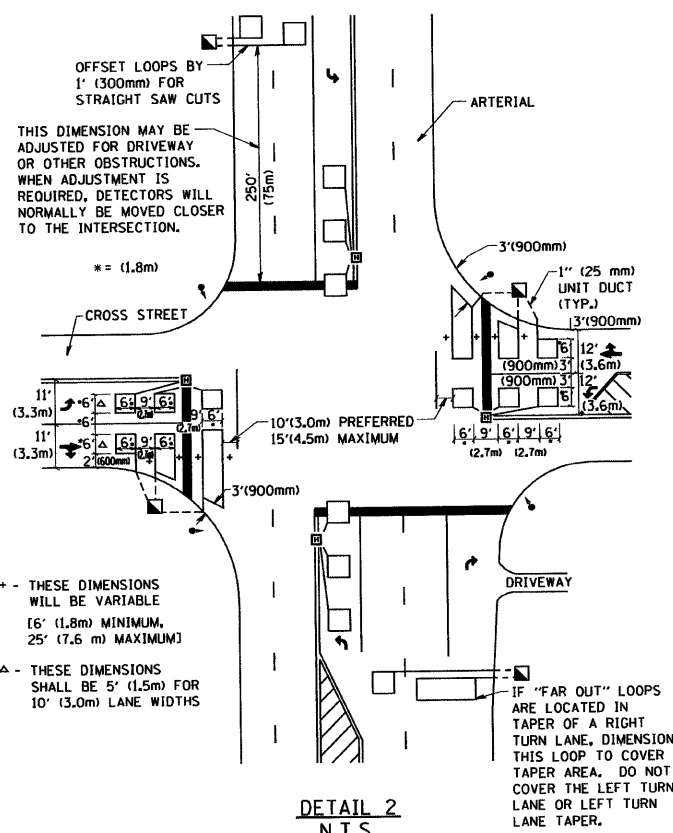 OFFSET LOOPS BY
1' (300mm) FOR
STRAIGHT SAW CUTS
THIS DIMENSION MAY BE
ADJUSTED FOR DRIVEWAY
OR OTHER OBSTRUCTIONS.
WHEN ADJUSTMENT IS
REQUIRED, DETECTORS WILL
NORMALLY BE MOVED CLOSER
TO THE INTERSECTION.
* = (1.8m)
250'
(75m)
ARTERIAL
H
3'(900mm)
1" (25 mm)
UNIT DUCT
(TYP.)
3'(900mm)
CROSS STREET
*6'
12'
(3.6m)
(900mm) 3'
(900mm) 3'
12'
(3.6m)
*6'
H
6' 9' 6' 9' 6'
* * *
(2.7m) (2.7m)
H
11'
(3.3m)
*6' △
6' 9' 6'
* *
(2.7m)
9' 6'
(2.7m) *
11'
(3.3m)
*6' △
6' 9' 6'
* *
2' (600mm)
10'(3.0m) PREFERRED
15'(4.5m) MAXIMUM
3'(900mm)
H
DRIVEWAY
+ - THESE DIMENSIONS
WILL BE VARIABLE
[6' (1.8m) MINIMUM,
25' (7.6 m) MAXIMUM]
△ - THESE DIMENSIONS
SHALL BE 5' (1.5m) FOR
10' (3.0m) LANE WIDTHS
IF "FAR OUT" LOOPS
ARE LOCATED IN
TAPER OF A RIGHT
TURN LANE, DIMENSION
THIS LOOP TO COVER
TAPER AREA. DO NOT
COVER THE LEFT TURN
LANE OR LEFT TURN
LANE TAPER.
DETAIL 2
N.T.S.